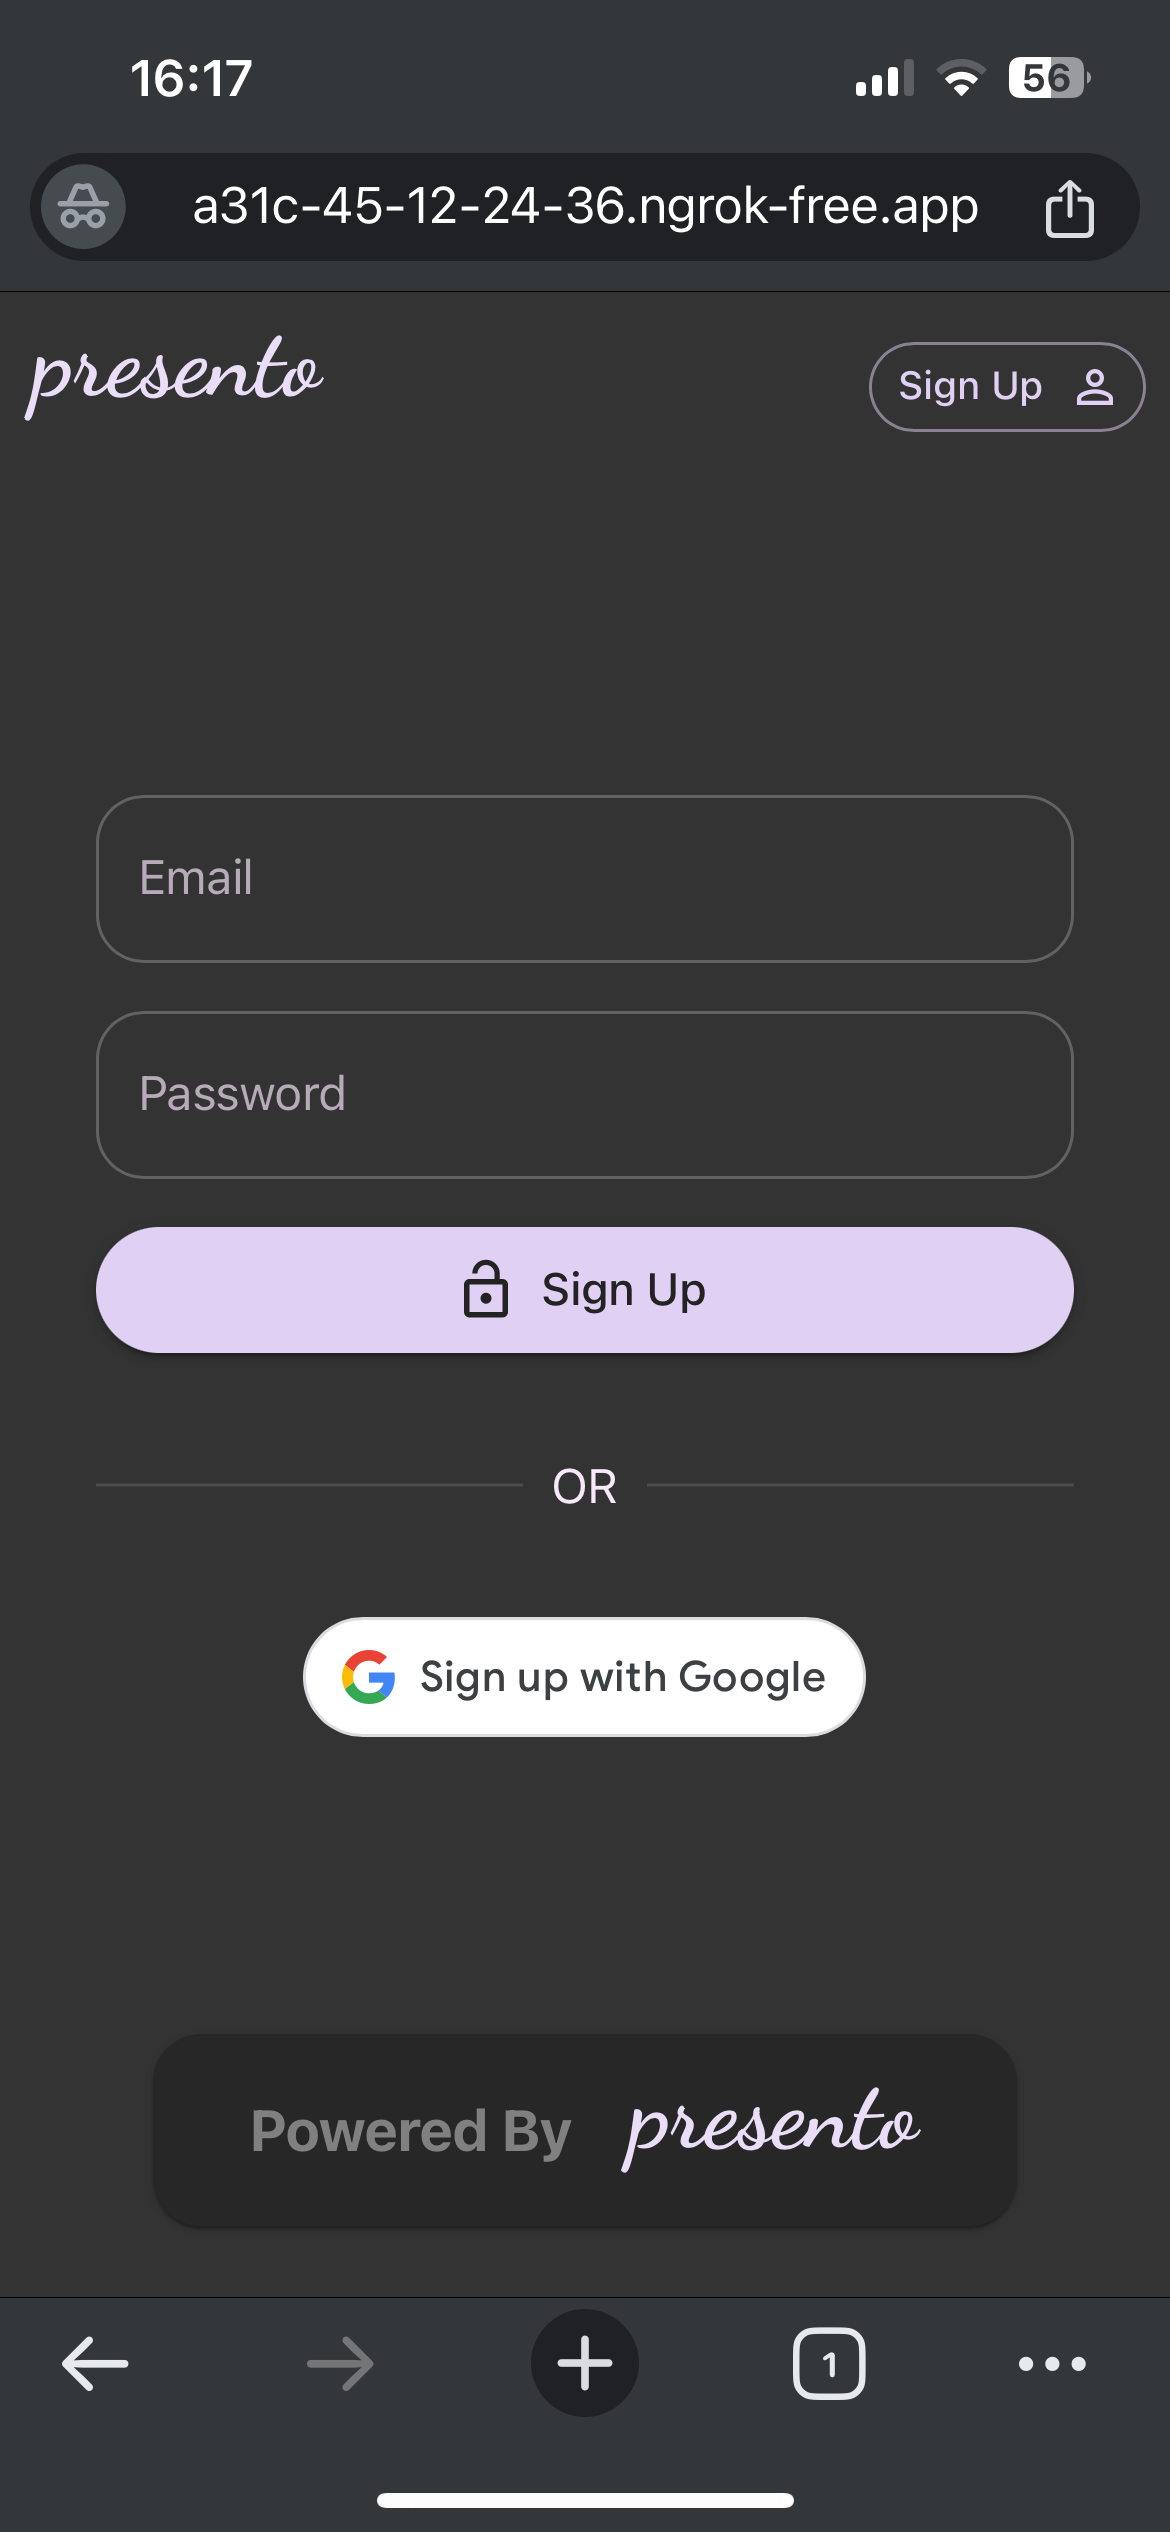 16:17
56
a31c-45-12-24-36.ngrok-free.app
presento
Sign Up
Email
Password
Sign Up
OR
Sign up with Google
Powered By presento
1